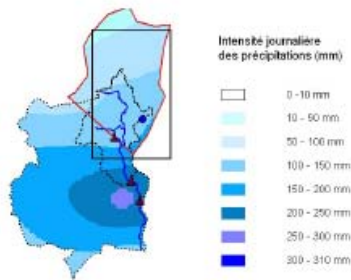 Intensité journalière
des précipitations (mm)
0 - 10 mm
10 - 50 mm
50 - 100 mm
100 - 150 mm
150 - 200 mm
200 - 250 mm
250 - 300 mm
300 - 310 mm